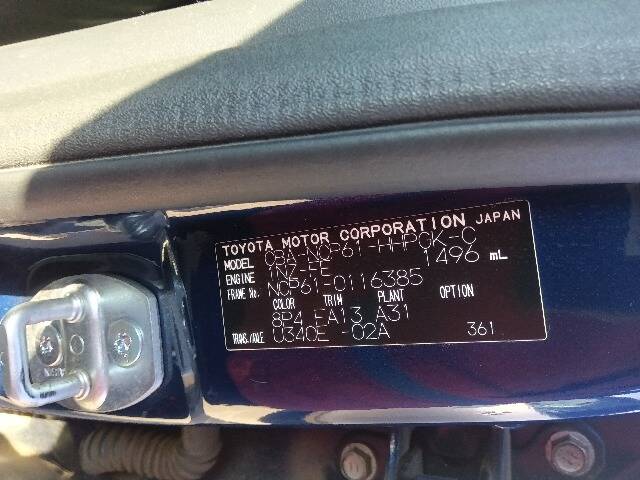 TOYOTA MOTOR CORPORATION JAPAN
MODEL CBA-NCP61-HHPGK-C
ENGINE 1NZ-FE 1496 mL
FRAME No. NCP61-0116385
COLOR TRIM PLANT OPTION
8P4 FA13 A31
TRANS./AXLE U340E -02A 361